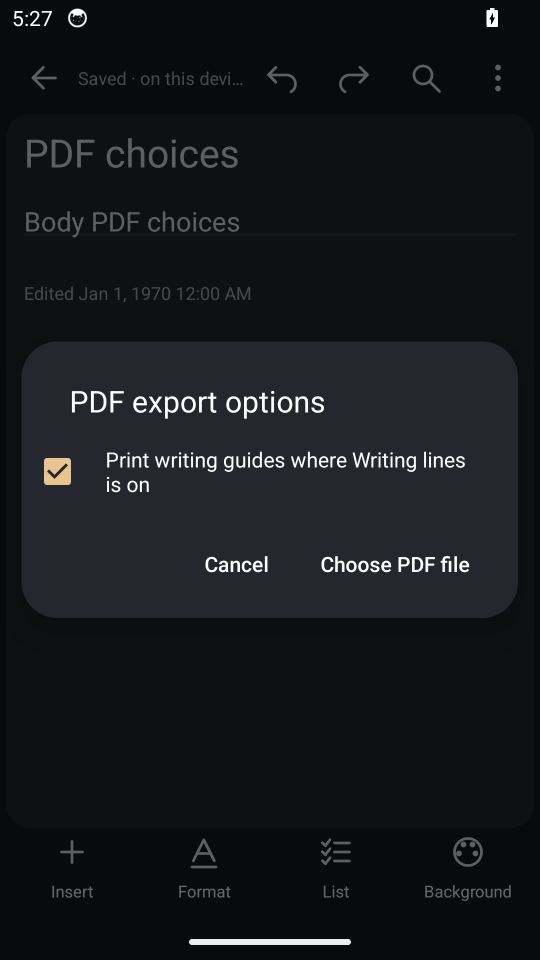 5:27
Saved · on this devi...
PDF choices
Body PDF choices
Edited Jan 1, 1970 12:00 AM
PDF export options
Print writing guides where Writing lines
is on
Cancel Choose PDF file
Insert Format List Background